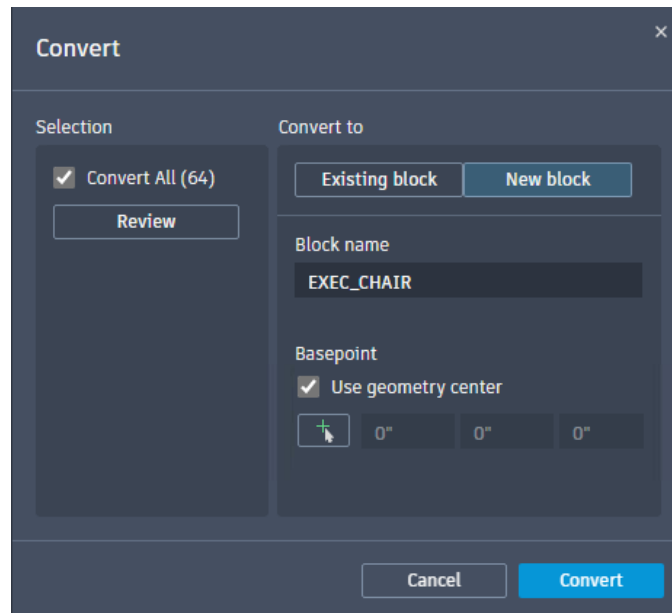 Convert
×
Selection
Convert to
Convert All (64)
Review
Existing block
New block
Block name
EXEC_CHAIR
Basepoint
Use geometry center
0" 0" 0"
Cancel
Convert